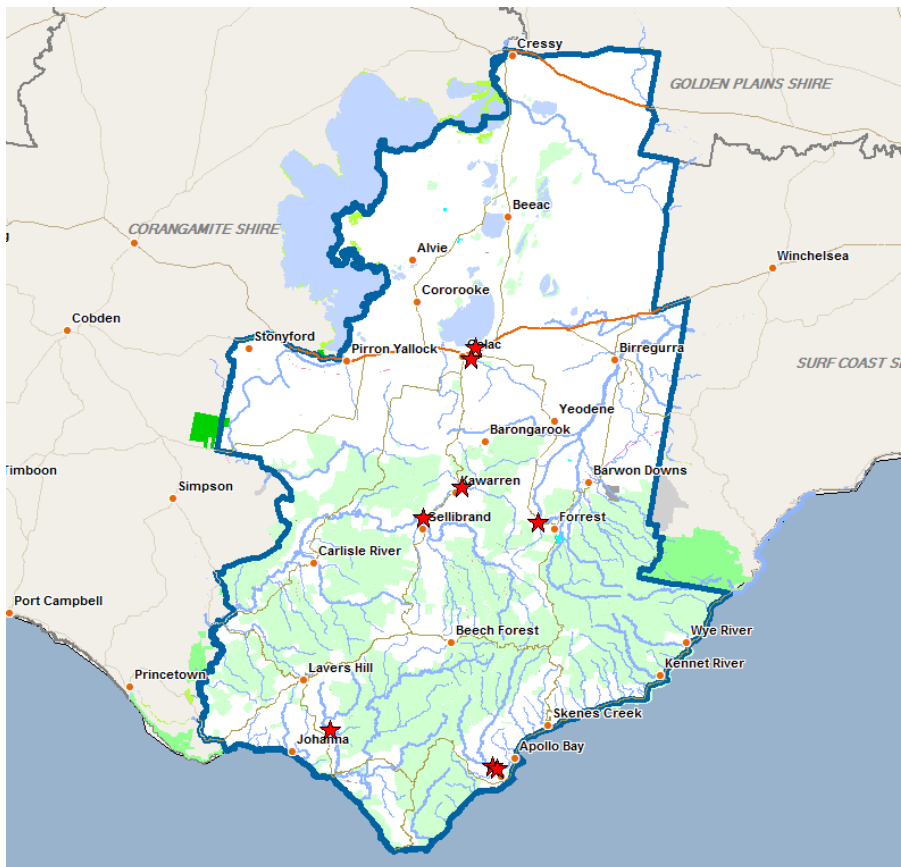 Cressy
GOLDEN PLAINS SHIRE
Beeac
CORANGAMITE SHIRE
Alvie
Winchelsea
Cororooke
Cobden
Stonyford
Pirron Yallock
Birregurra
SURF COAST S
Yeodene
Barongarook
Timboon
Simpson
Kawarren
Barwon Downs
Gellibrand
Forrest
Carlisle River
Port Campbell
Beech Forest
Wye River
Princetown
Lavers Hill
Kennet River
Skenes Creek
Johanna
Apollo Bay